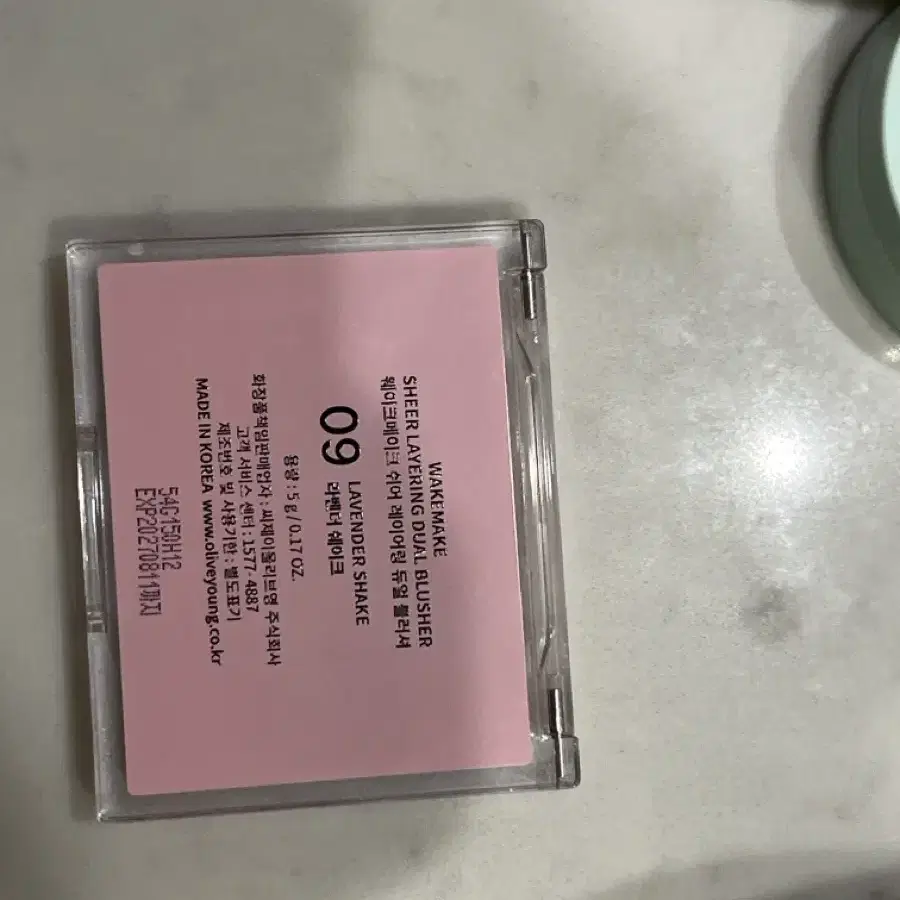 WAKEMAKE
SHEER LAYERING DUAL BLUSHER
웨이크메이크 쉬어 레이어링 듀얼 블러셔
09 LAVENDER SHAKE
라벤더 쉐이크
용량 : 5 g / 0.17 OZ.
화장품책임판매업자 : 씨제이올리브영 주식회사
고객 서비스 센터 : 1577-4887
제조번호 및 사용기한 : 별도표기
MADE IN KOREA www.oliveyoung.co.kr
54G150H12
EXP20270811까지